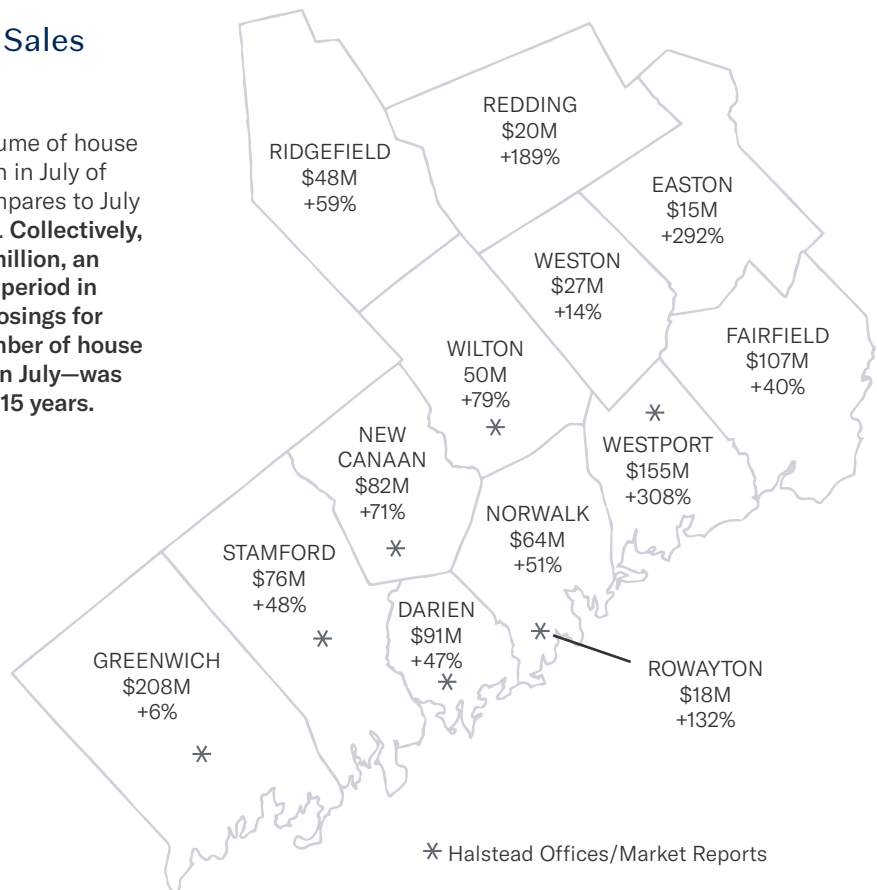 Sales
ume of house
n in July of
mpares to July
. Collectively,
million, an
period in
osings for
mber of house
n July—was
15 years.
REDDING
$20M
+189%
RIDGEFIELD
$48M
+59%
EASTON
$15M
+292%
WESTON
$27M
+14%
FAIRFIELD
$107M
+40%
WILTON
50M
+79%
NEW
CANAAN
$82M
+71%
WESTPORT
$155M
+308%
NORWALK
$64M
+51%
STAMFORD
$76M
+48%
DARIEN
$91M
+47%
GREENWICH
$208M
+6%
ROWAYTON
$18M
+132%
Halstead Offices/Market Reports